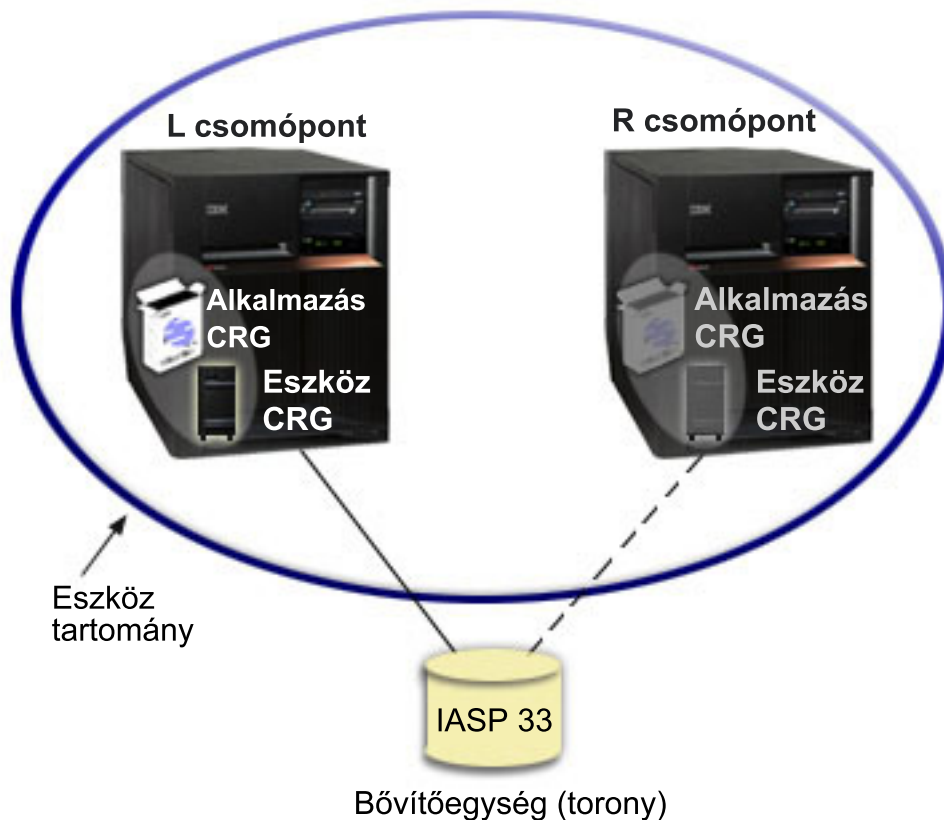 L csomópont
R csomópont
IBM
IBM
Alkalmazás
CRG
Eszköz
CRG
Alkalmazás
CRG
Eszköz
CRG
Eszköz
tartomány
IASP 33
Bővítőegység (torony)